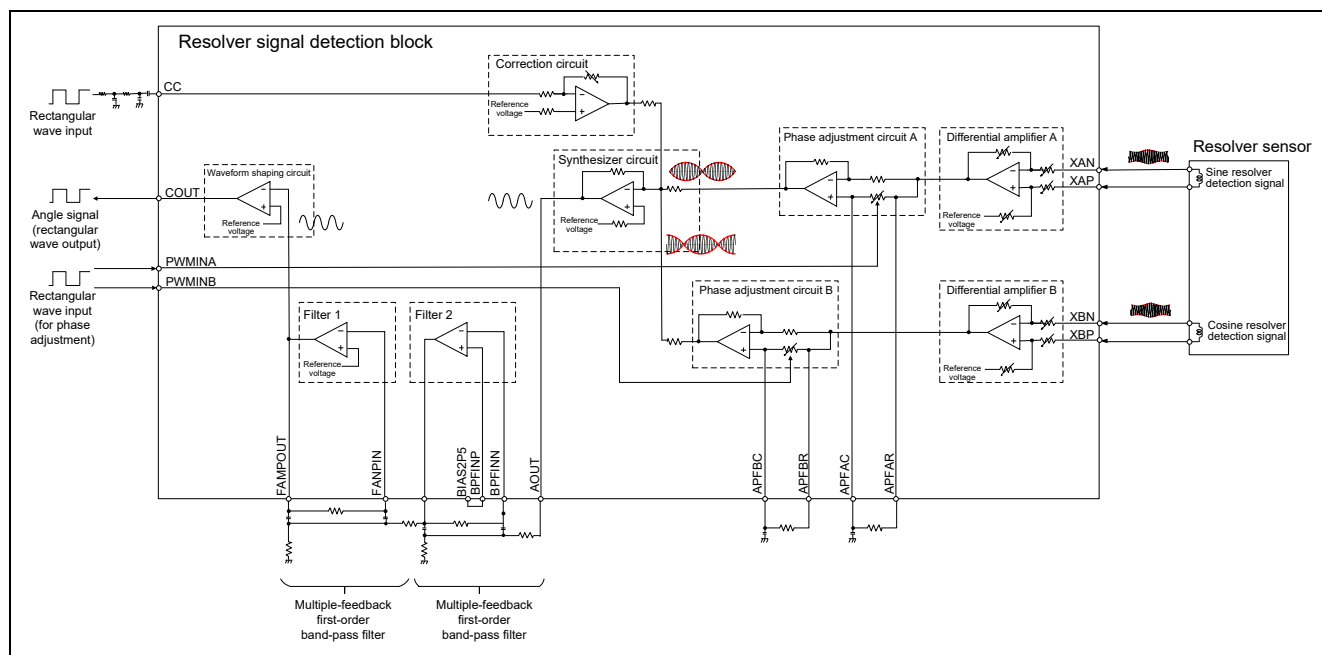 Resolver signal detection block
Correction circuit
CC
Reference
voltage
Rectangular
wave input
Phase adjustment circuit A
Differential amplifier A
Resolver sensor
Synthesizer circuit
XAN
Waveform shaping circuit
Sine resolver
detection signal
COUT
XAP
Reference
voltage
Reference
voltage
Reference
voltage
Angle signal
(rectangular
wave output)
PWMINA
PWMINB
Phase adjustment circuit B
Differential amplifier B
Rectangular
wave input
(for phase
adjustment)
Filter 1
Filter 2
XBN
Cosine resolver
detection signal
XBP
Reference
voltage
Reference
voltage
FAMPOUT
FANPIN
BIAS2P5
BPFINP
BPFINN
AOUT
APFBC
APFBR
APFAC
APFAR
Multiple-feedback
first-order
band-pass filter
Multiple-feedback
first-order
band-pass filter